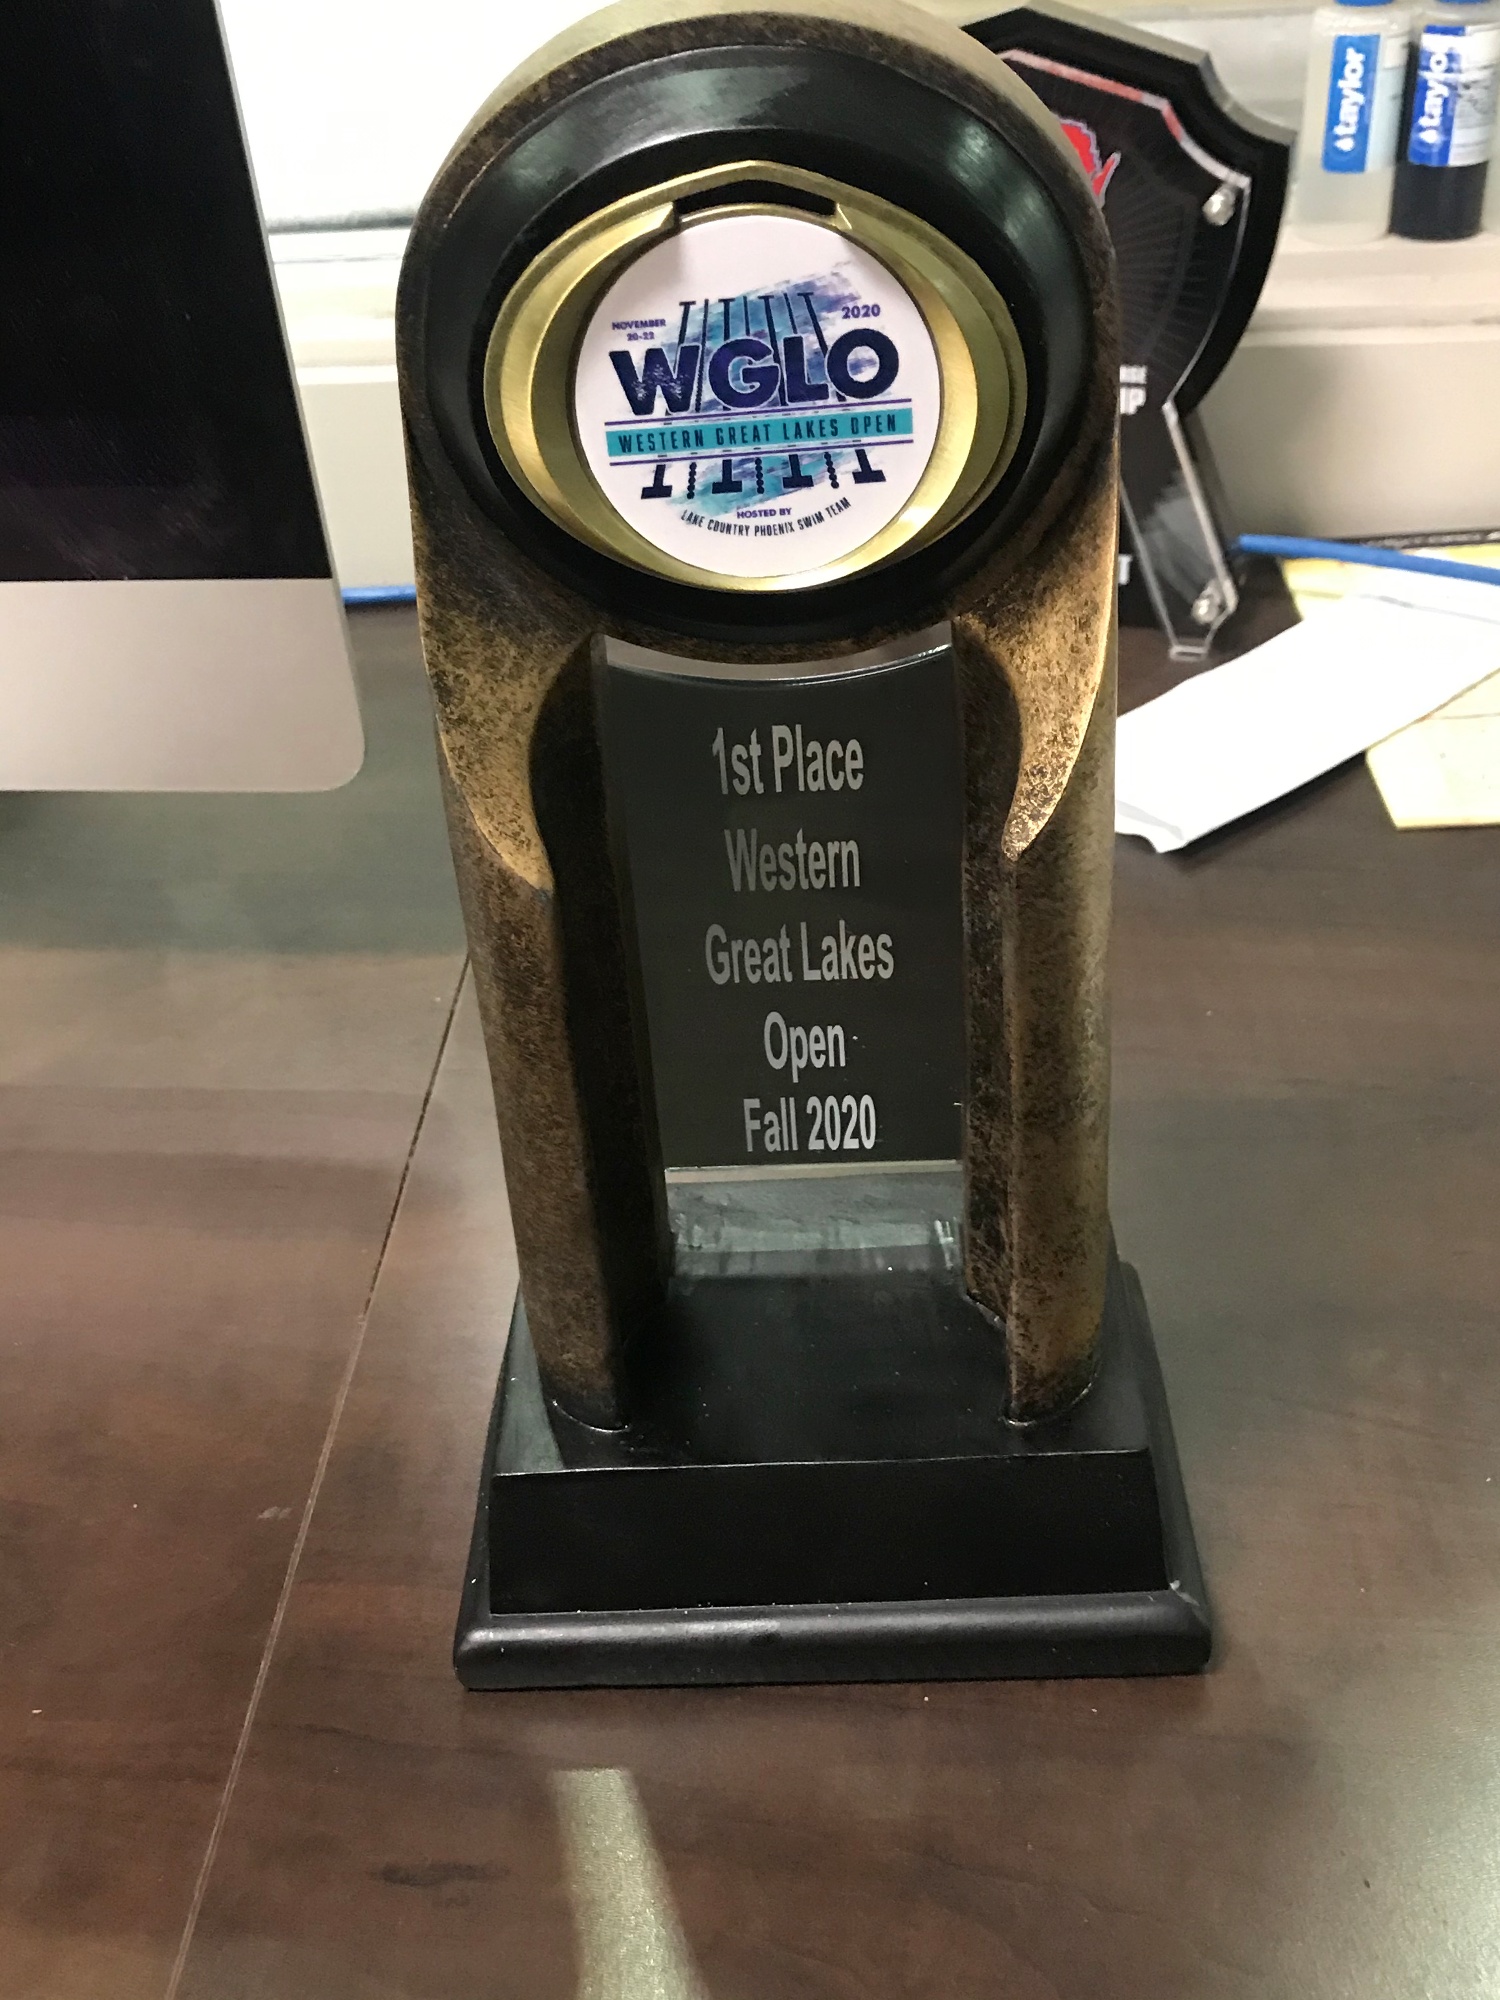 taylor
taylor
NOVEMBER
20-22
2020
WGLO
WESTERN GREAT LAKES OPEN
HOSTED BY
LAKE COUNTRY PHOENIX SWIM TEAM
1st Place
Western
Great Lakes
Open
Fall 2020